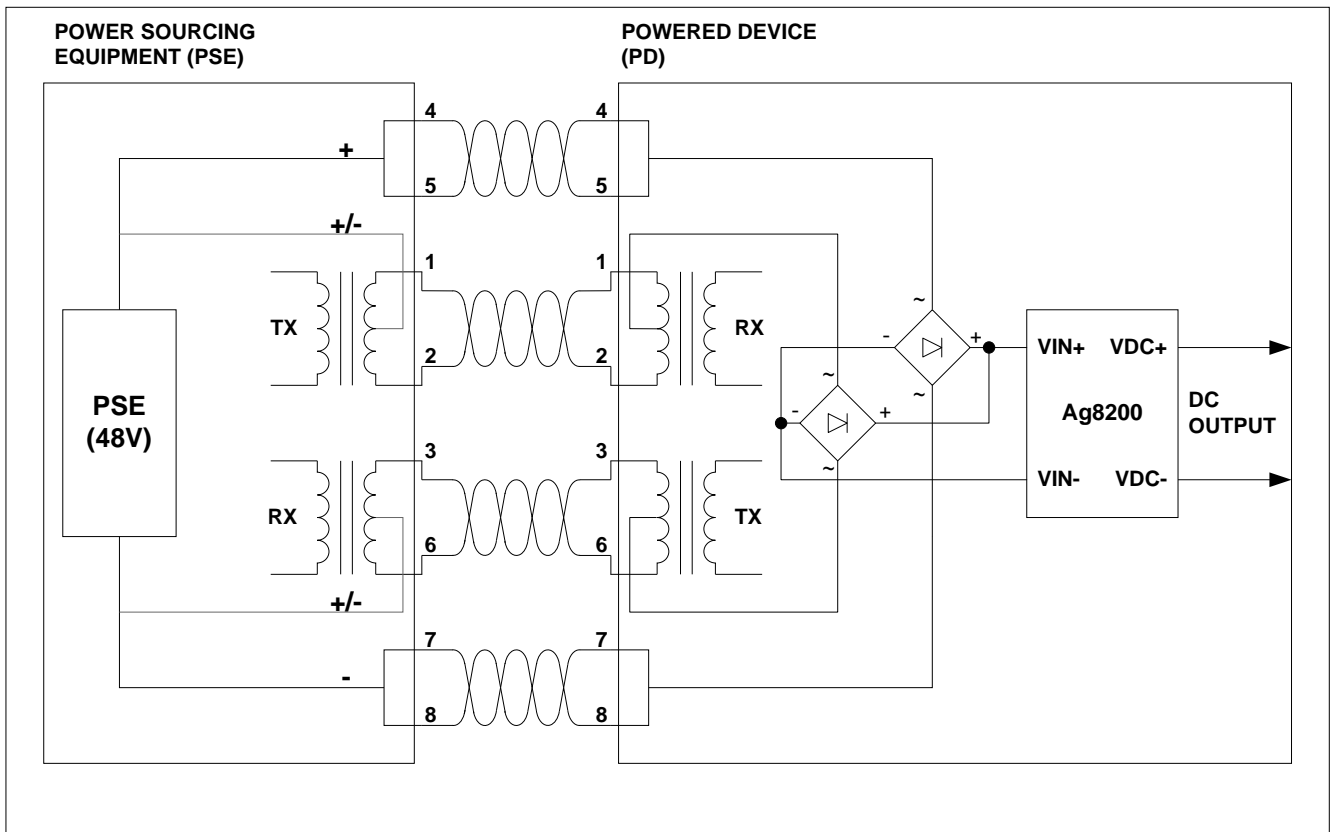 POWER SOURCING
EQUIPMENT (PSE)
POWERED DEVICE
(PD)
4
4
+
5
5
+/-
1
1
TX
RX
2
2
~
~
-
+
~
-
+
~
VIN+ VDC+
Ag8200
VIN- VDC-
DC
OUTPUT
PSE
(48V)
3
3
RX
TX
6
6
+/-
7
7
-
8
8